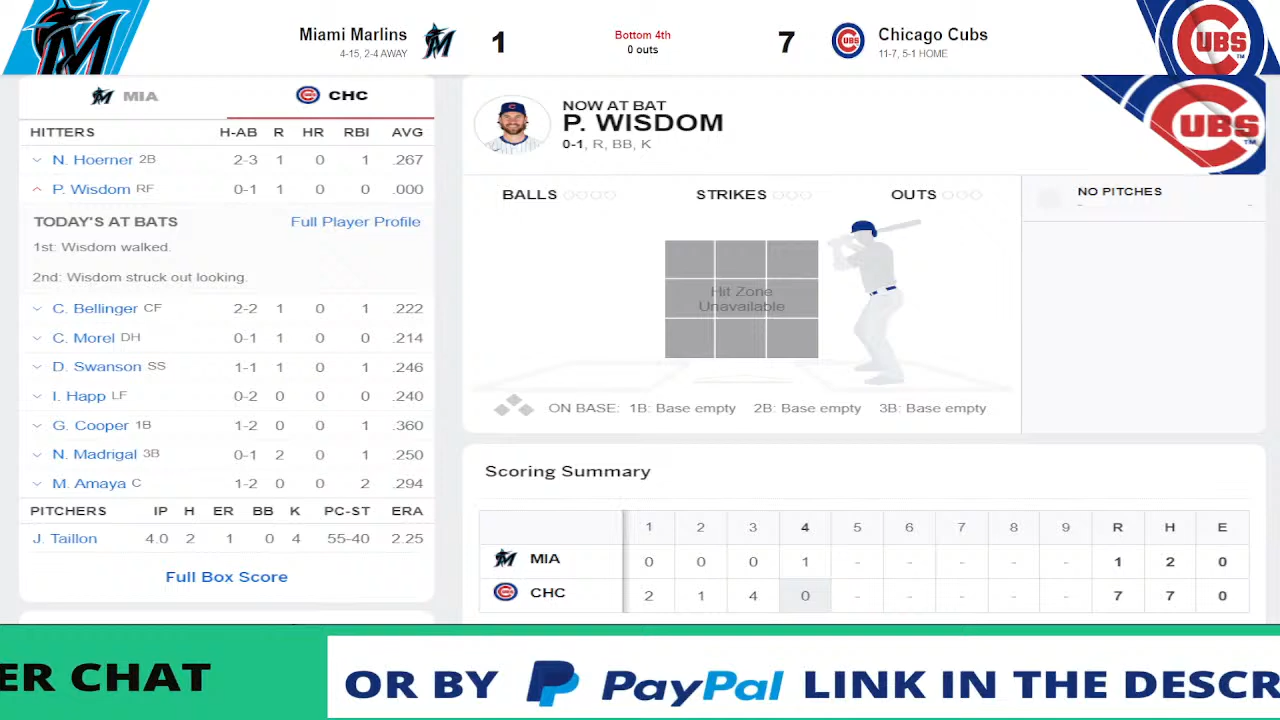 Miami Marlins
4-15, 2-4 AWAY
1
Bottom 4th
0 outs
7
Chicago Cubs
11-7, 5-1 HOME
CUBS
TM
MIA
CHC
HITTERS H-AB R HR RBI AVG
N. Hoerner 2B 2-3 1 0 1 .267
P. Wisdom RF 0-1 1 0 0 .000
TODAY'S AT BATS Full Player Profile
1st: Wisdom walked.
2nd: Wisdom struck out looking.
C. Bellinger CF 2-2 1 0 1 .222
C. Morel DH 0-1 1 0 0 .214
D. Swanson SS 1-1 1 0 1 .246
I. Happ LF 0-2 0 0 0 .240
G. Cooper 1B 1-2 0 0 1 .360
N. Madrigal 3B 0-1 2 0 1 .250
M. Amaya C 1-2 0 0 2 .294
PITCHERS IP H ER BB K PC-ST ERA
J. Taillon 4.0 2 1 0 4 55-40 2.25
Full Box Score
NOW AT BAT
P. WISDOM
0-1, R, BB, K
CUBS
TM
BALLS STRIKES OUTS
NO PITCHES
- -
Hit Zone
Unavailable
ON BASE: 1B: Base empty 2B: Base empty 3B: Base empty
Scoring Summary
1 2 3 4 5 6 7 8 9 R H E
MIA 0 0 0 1 - - - - - 1 2 0
CHC 2 1 4 0 - - - - - 7 7 0
ER CHAT
OR BY PayPal LINK IN THE DESCR